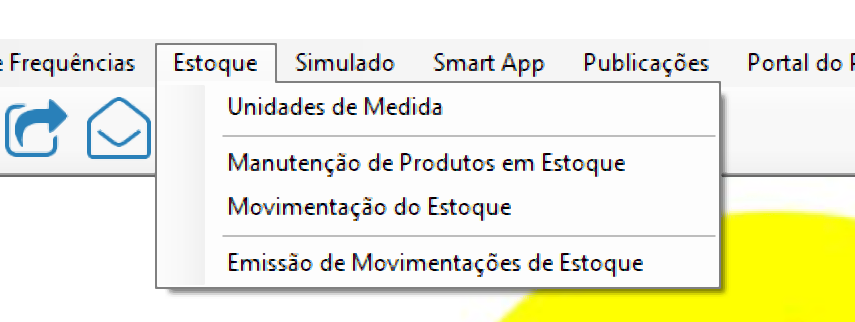 Frequências Estoque Simulado Smart App Publicações Portal do
Unidades de Medida
Manutenção de Produtos em Estoque
Movimentação do Estoque
Emissão de Movimentações de Estoque